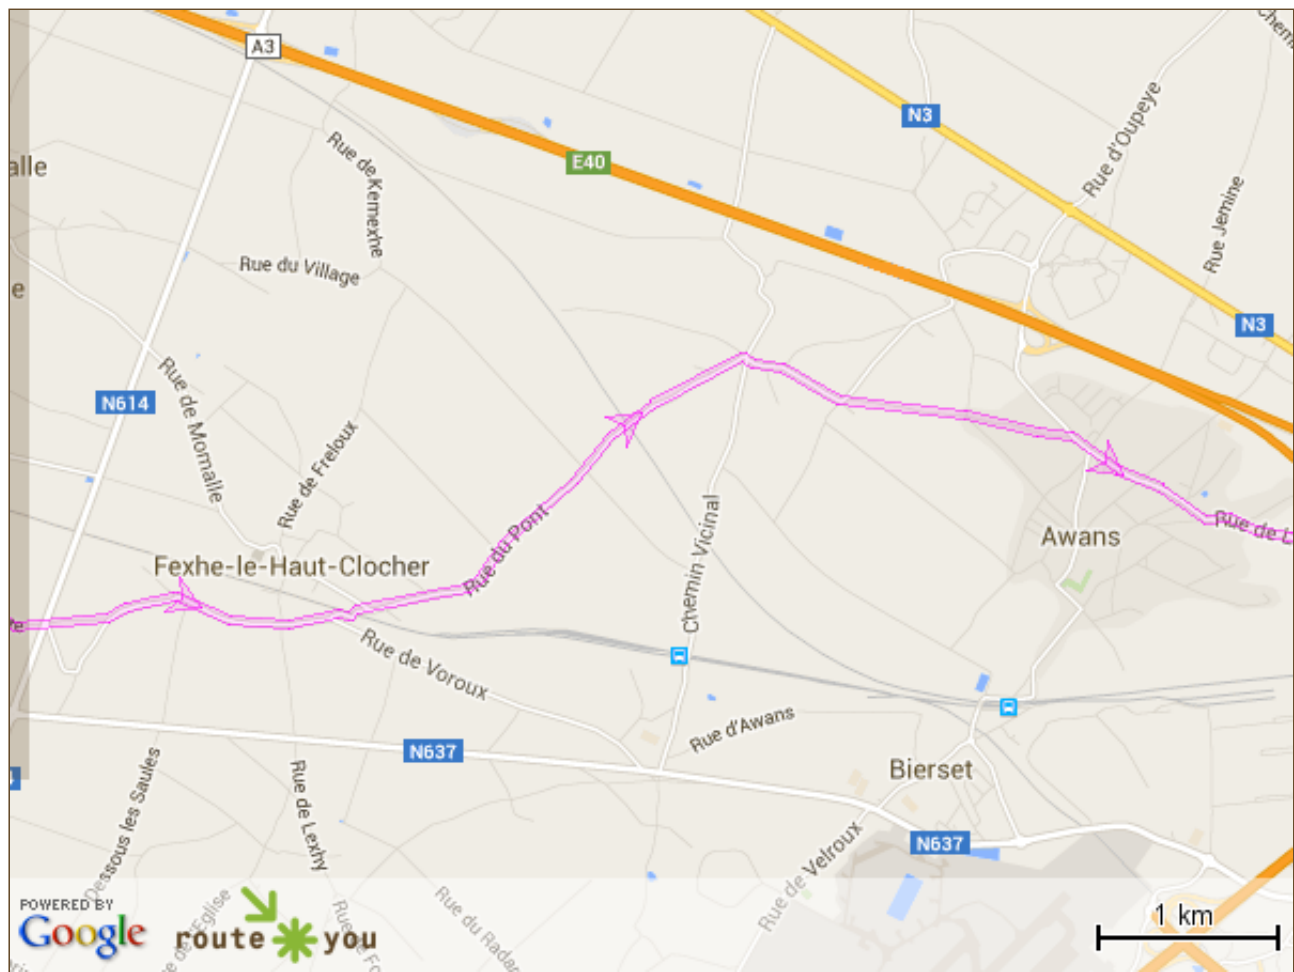 Chemin
A3
N3
Rue d'Oupeye
E40
Rue de Kemexhe
alle
Rue Jemine
Rue du Village
e
N3
Rue de Momalle
N614
Rue de Freloux
Chemin Vicinal
Rue du Pont
Rue de L
Awans
Fexhe-le-Haut-Clocher
Rue de Voroux
Rue d'Awans
N637
Bierset
Dessous les Saules
Rue de Lexhy
N637
Rue de Velroux
POWERED BY
Google
route you
Rue du Radar
1 km